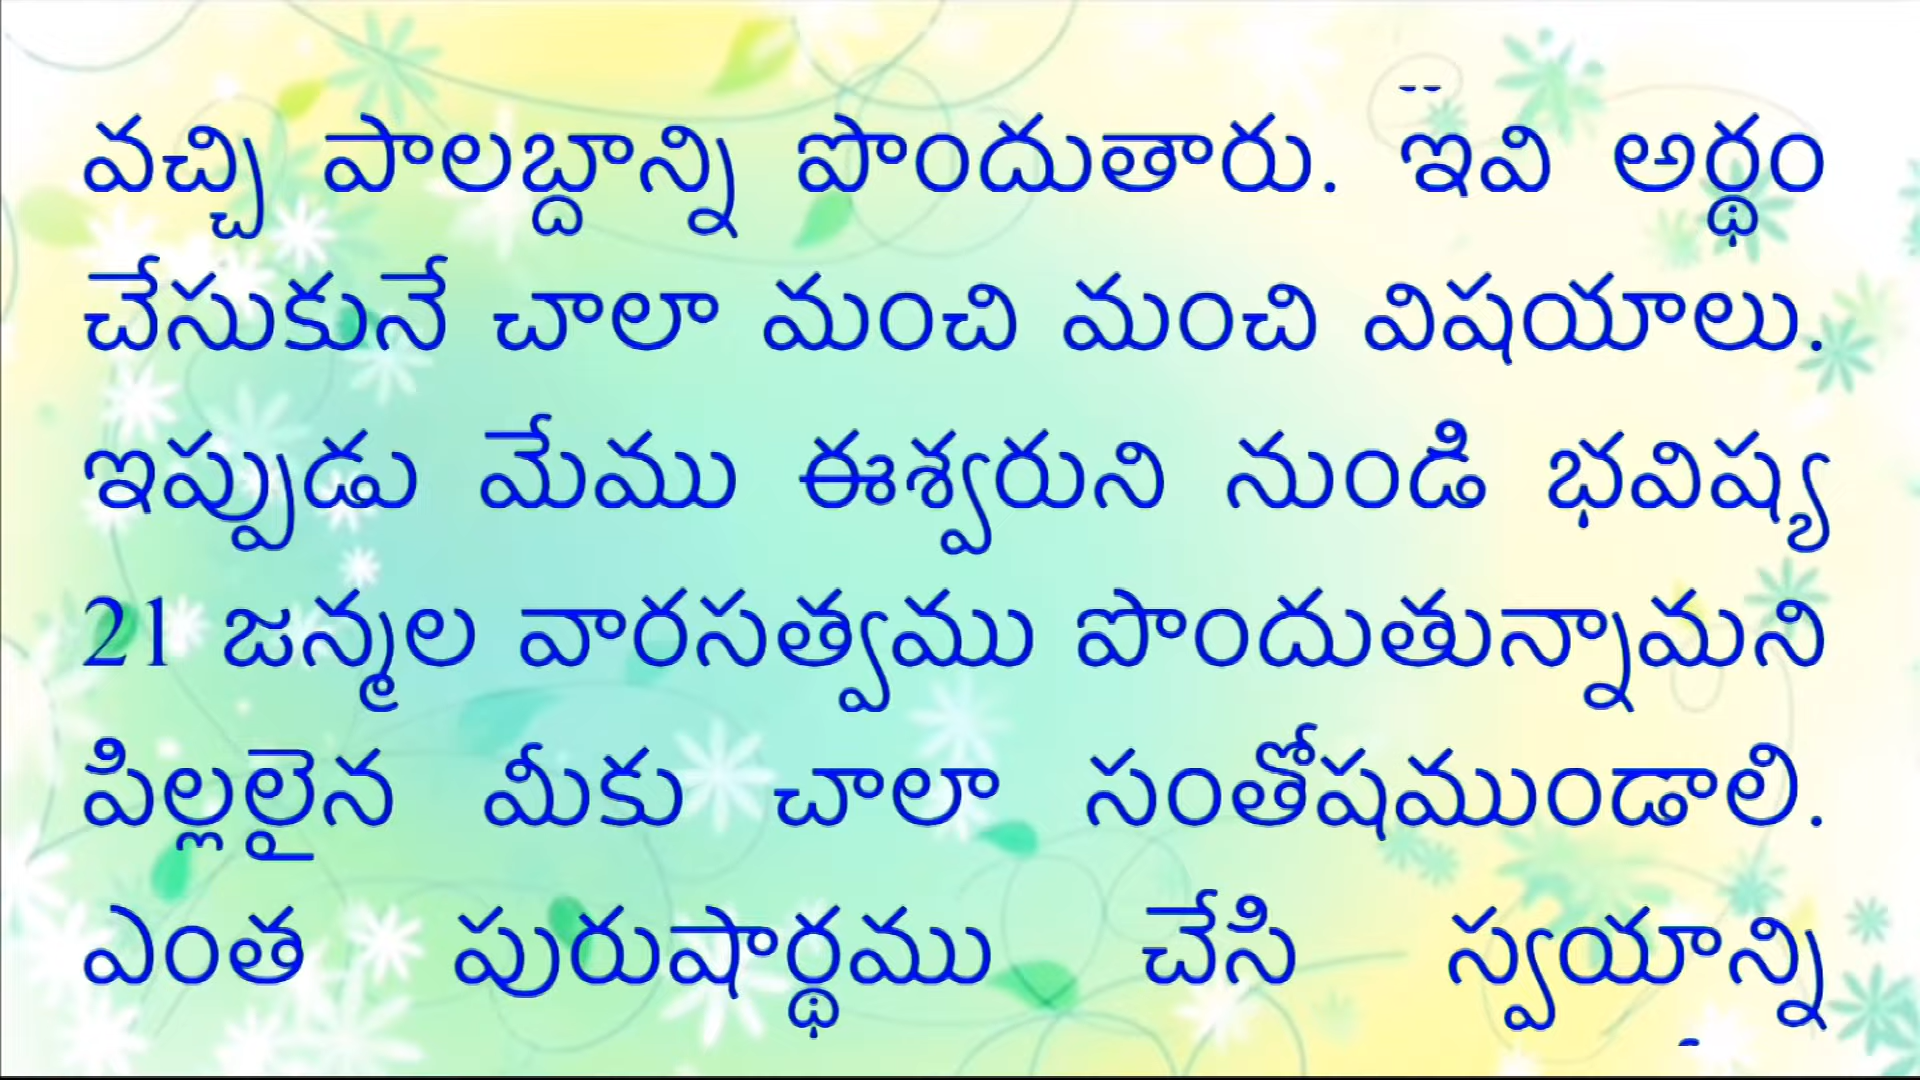 వచ్చి పాలబ్దాన్ని పొందుతారు. ఇవి అర్థం
చేసుకునే చాలా మంచి మంచి విషయాలు.
ఇప్పుడు మేము ఈశ్వరుని నుండి భవిష్య
21 జన్మల వారసత్వము పొందుతున్నామని
పిల్లలైన మీకు చాలా సంతోషముండాలి.
ఎంత పురుషార్థము చేసి స్వయాన్ని